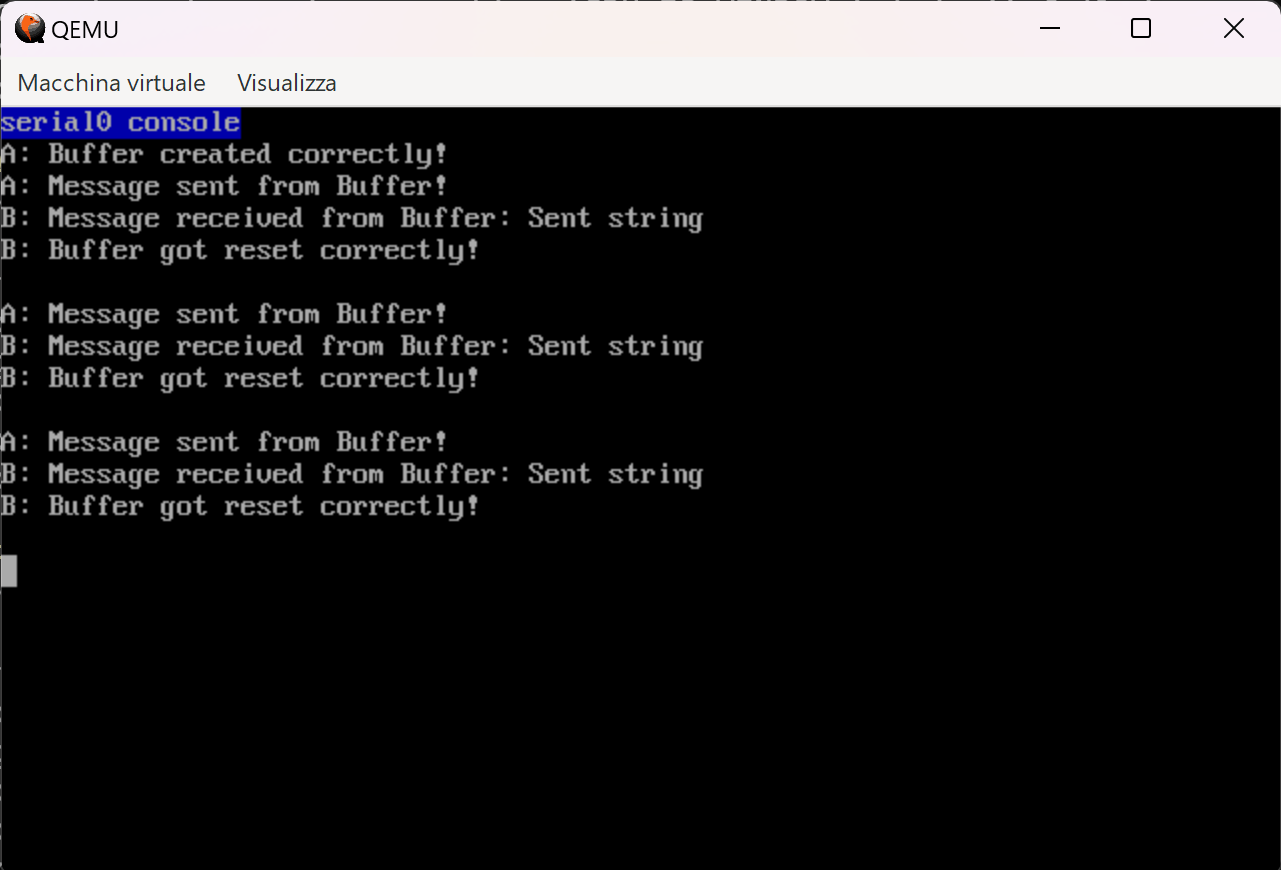 QEMU
Macchina virtuale Visualizza
serial0 console
A: Buffer created correctly!
A: Message sent from Buffer!
B: Message received from Buffer: Sent string
B: Buffer got reset correctly!
A: Message sent from Buffer!
B: Message received from Buffer: Sent string
B: Buffer got reset correctly!
A: Message sent from Buffer!
B: Message received from Buffer: Sent string
B: Buffer got reset correctly!